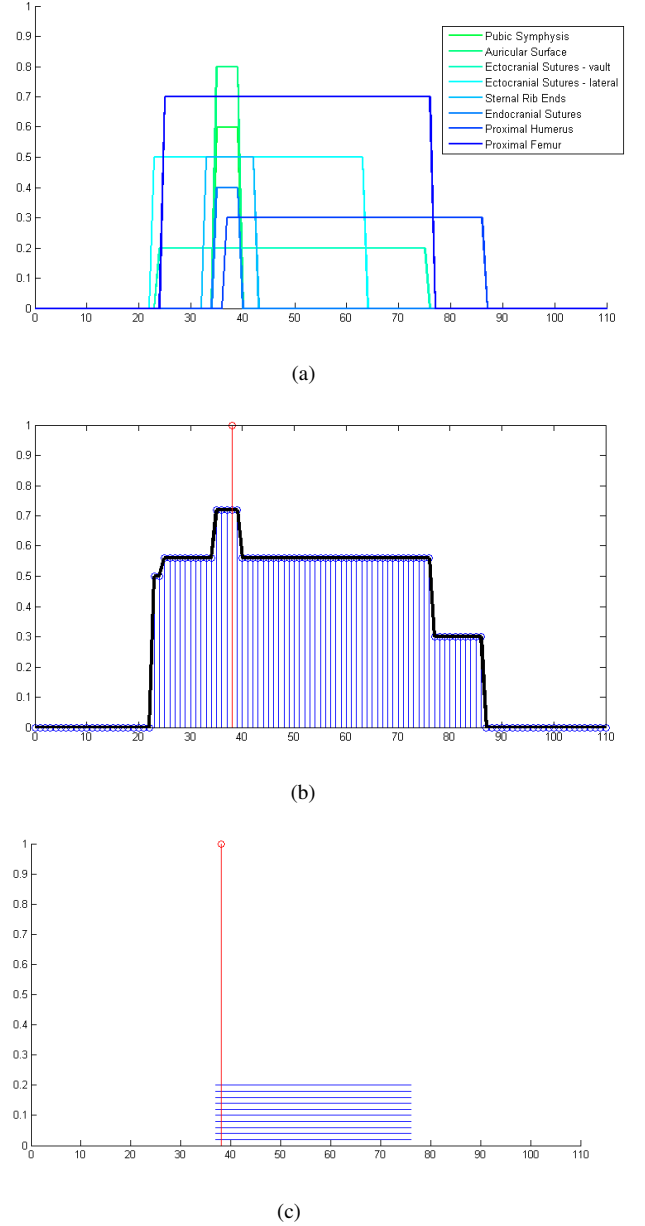 1
0.9
0.8
0.7
0.6
0.5
0.4
0.3
0.2
0.1
0
0 10 20 30 40 50 60 70 80 90 100 110
Pubic Symphysis
Auricular Surface
Ectocranial Sutures - vault
Ectocranial Sutures - lateral
Sternal Rib Ends
Endocranial Sutures
Proximal Humerus
Proximal Femur
(a)
1
0.9
0.8
0.7
0.6
0.5
0.4
0.3
0.2
0.1
0
0 10 20 30 40 50 60 70 80 90 100 110
(b)
1
0.9
0.8
0.7
0.6
0.5
0.4
0.3
0.2
0.1
0
0 10 20 30 40 50 60 70 80 90 100 110
(c)